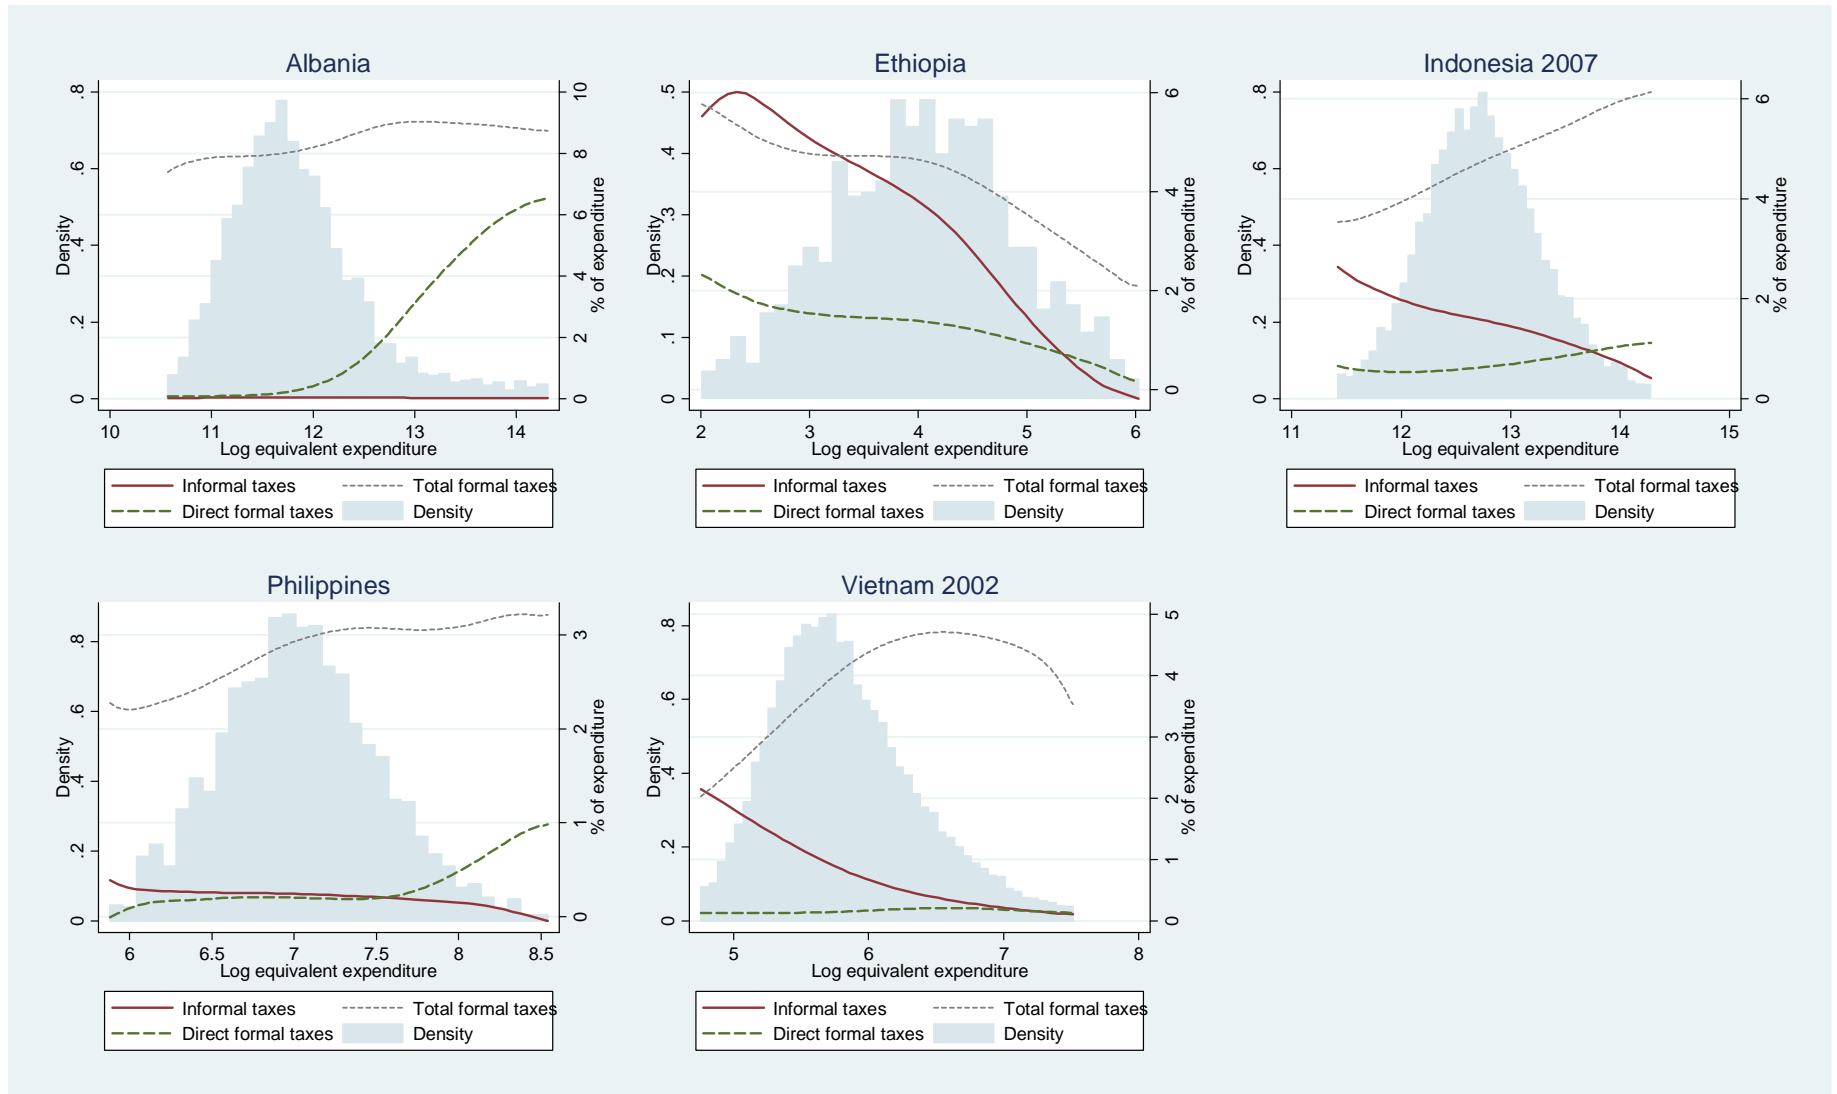 Albania
Density
0 .2 .4 .6 .8
0 2 4 6 8 10
% of expenditure
10 11 12 13 14
Log equivalent expenditure
Informal taxes Total formal taxes
Direct formal taxes Density
Ethiopia
Density
0 .1 .2 .3 .4 .5
0 2 4 6
% of expenditure
2 3 4 5 6
Log equivalent expenditure
Informal taxes Total formal taxes
Direct formal taxes Density
Indonesia 2007
Density
0 .2 .4 .6 .8
0 2 4 6
% of expenditure
11 12 13 14 15
Log equivalent expenditure
Informal taxes Total formal taxes
Direct formal taxes Density
Philippines
Density
0 .2 .4 .6 .8
0 1 2 3
% of expenditure
6 6.5 7 7.5 8 8.5
Log equivalent expenditure
Informal taxes Total formal taxes
Direct formal taxes Density
Vietnam 2002
Density
0 .2 .4 .6 .8
0 1 2 3 4 5
% of expenditure
5 6 7 8
Log equivalent expenditure
Informal taxes Total formal taxes
Direct formal taxes Density